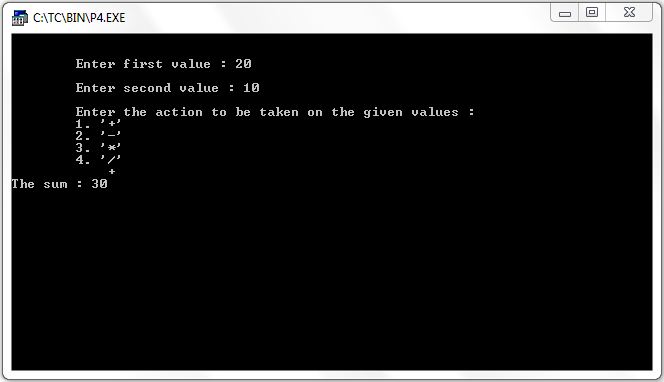 C:\TC\BIN\P4.EXE
Enter first value : 20
Enter second value : 10
Enter the action to be taken on the given values :
1. '+'
2. '-'
3. '*'
4. '/'
+
The sum : 30